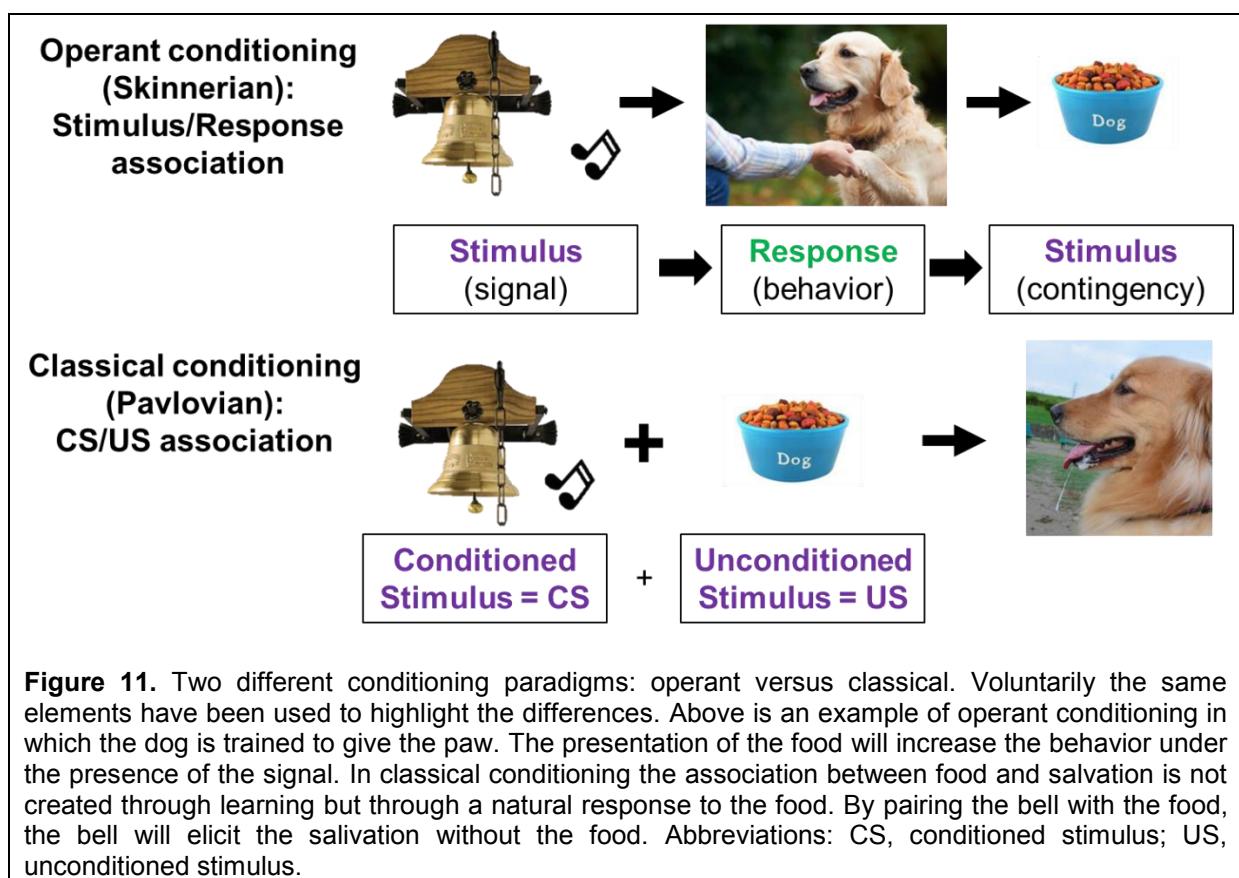 Operant conditioning
(Skinnerian):
Stimulus/Response
association
Dog
Stimulus
(signal)
Response
(behavior)
Stimulus
(contingency)
Classical conditioning
(Pavlovian):
CS/US association
Dog
Conditioned
Stimulus = CS
+
Unconditioned
Stimulus = US
Figure 11. Two different conditioning paradigms: operant versus classical. Voluntarily the same
elements have been used to highlight the differences. Above is an example of operant conditioning in
which the dog is trained to give the paw. The presentation of the food will increase the behavior under
the presence of the signal. In classical conditioning the association between food and salvation is not
created through learning but through a natural response to the food. By pairing the bell with the food,
the bell will elicit the salivation without the food. Abbreviations: CS, conditioned stimulus; US,
unconditioned stimulus.